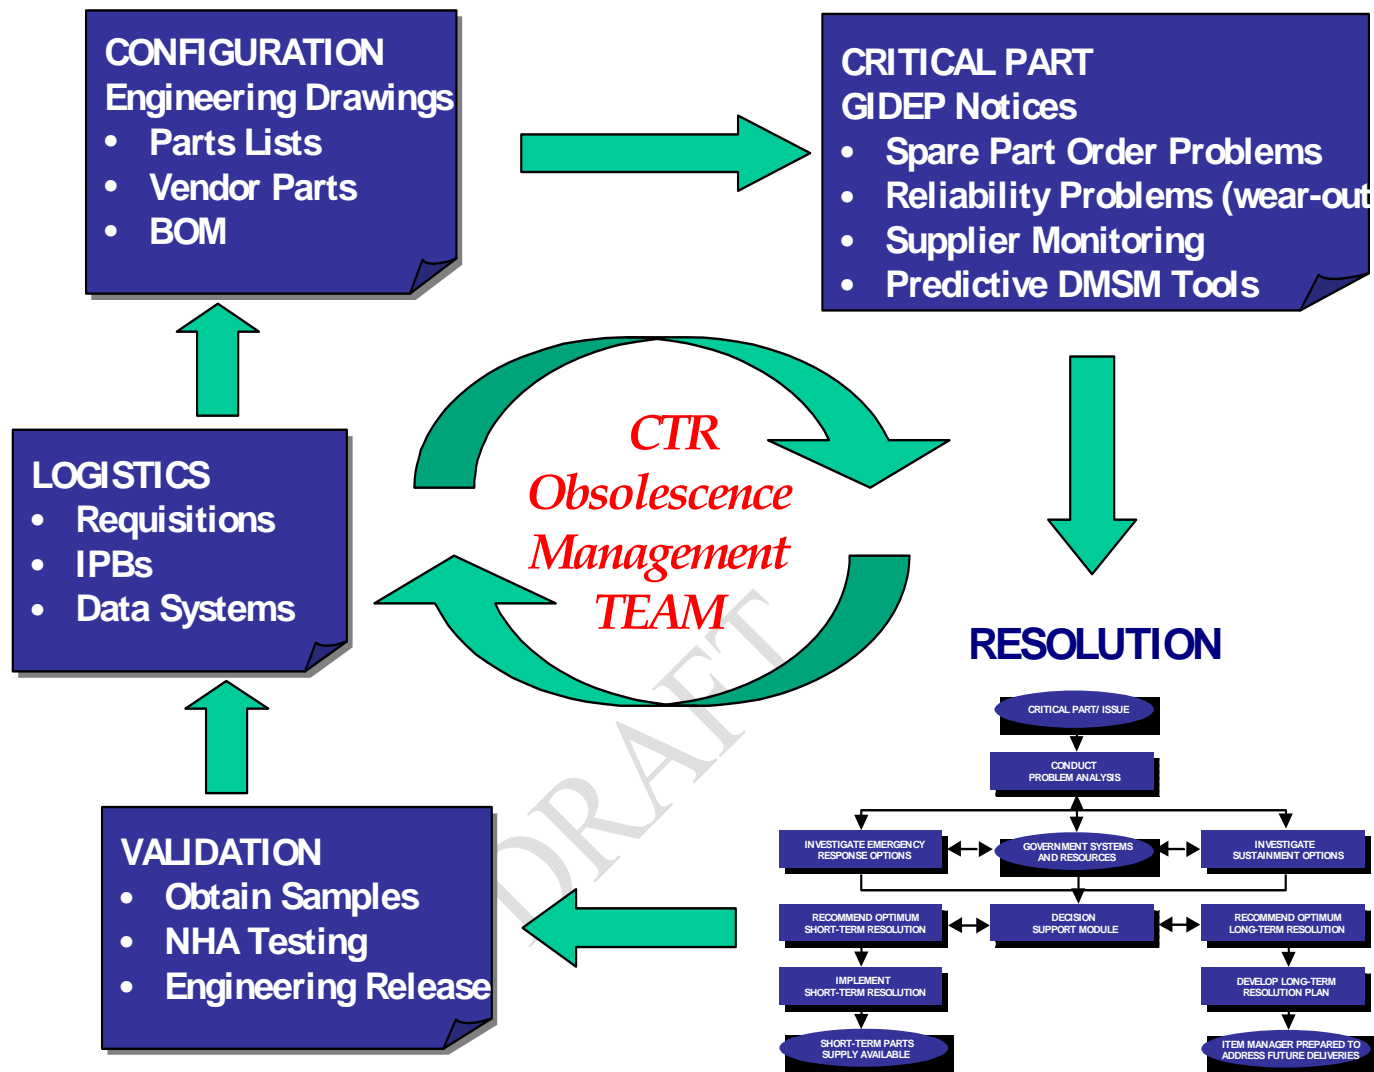 CONFIGURATION
Engineering Drawings
• Parts Lists
• Vendor Parts
• BOM
CRITICAL PART
GIDEP Notices
• Spare Part Order Problems
• Reliability Problems (wear-out
• Supplier Monitoring
• Predictive DMSM Tools
LOGISTICS
• Requisitions
• IPBs
• Data Systems
CTR
Obsolescence
Management
TEAM
DRAFT
RESOLUTION
CRITICAL PART/ ISSUE
CONDUCT
PROBLEM ANALYSIS
INVESTIGATE EMERGENCY
RESPONSE OPTIONS
GOVERNMENT SYSTEMS
AND RESOURCES
INVESTIGATE
SUSTAINMENT OPTIONS
RECOMMEND OPTIMUM
SHORT-TERM RESOLUTION
DECISION
SUPPORT MODULE
RECOMMEND OPTIMUM
LONG-TERM RESOLUTION
IMPLEMENT
SHORT-TERM RESOLUTION
DEVELOP LONG-TERM
RESOLUTION PLAN
SHORT-TERM PARTS
SUPPLY AVAILABLE
ITEM MANAGER PREPARED TO
ADDRESS FUTURE DELIVERIES
VALIDATION
• Obtain Samples
• NHA Testing
• Engineering Release